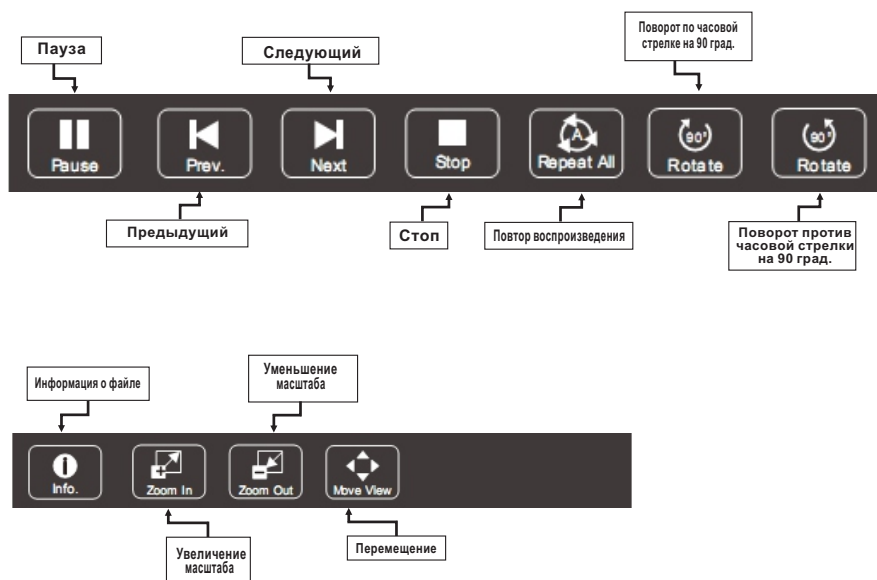 Поворот по часовой
стрелке на 90 град.
Пауза
Следующий
Pause
Prev.
Next
Stop
A
Repeat All
90°
Rotate
90°
Rotate
Предыдущий
Стоп
Повтор воспроизведения
Поворот против
часовой стрелки
на 90 град.
Уменьшение
масштаба
Информация о файле
Info.
Zoom In
Zoom Out
Move View
Увеличение
масштаба
Перемещение